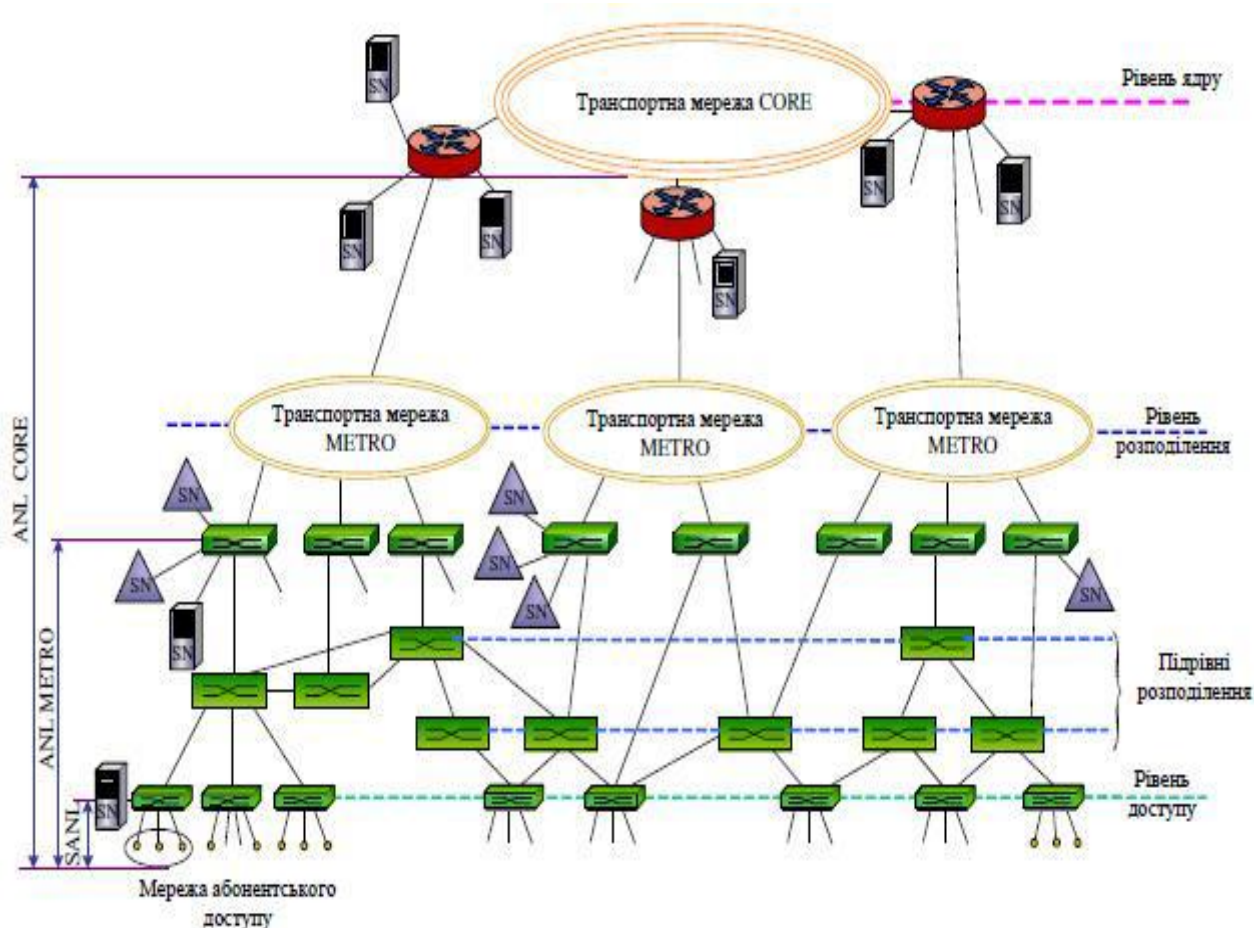 SN
Транспортна мережа CORE
Рівень ядру
SN
SN
SN
SN
SN
SN
ANL CORE
Транспортна мережа
METRO
Транспортна мережа
METRO
Транспортна мережа
METRO
Рівень
розподілення
SN
SN
SN
SN
SN
SN
SN
ANL METRO
Підрівні
розподілення
SN
SANL
Рівень
доступу
Мережа абонентського
доступу